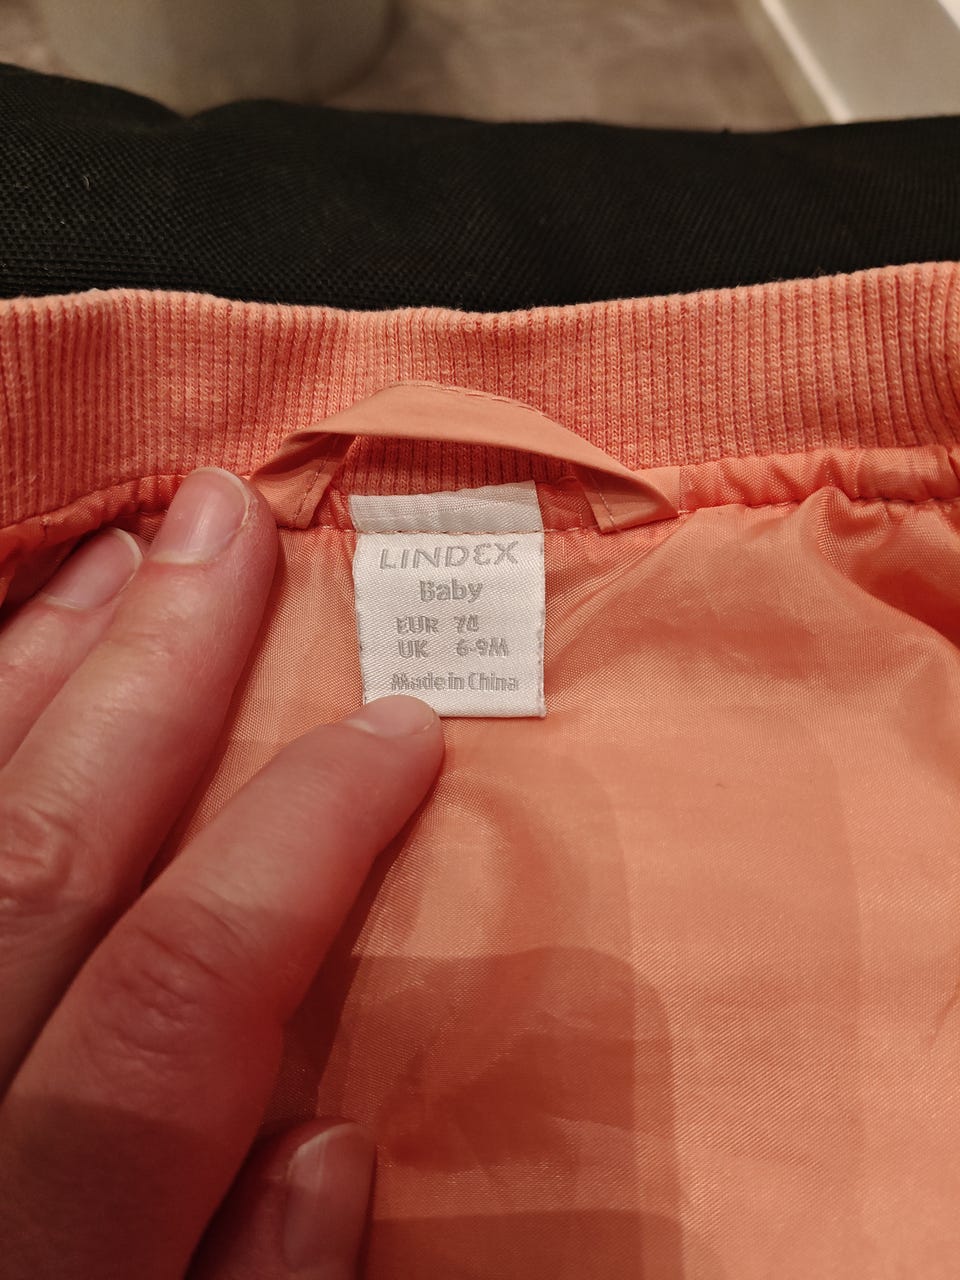 LINDEX
Baby
EUR 74
UK 6-9M
Made in China